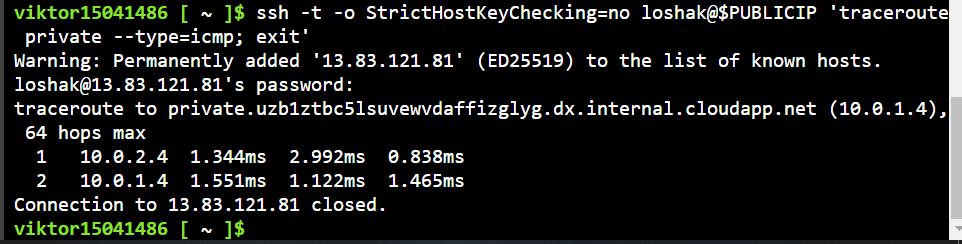 viktor15041486 [ ~ ]$ ssh -t -o StrictHostKeyChecking=no loshak@$PUBLICIP 'traceroute
 private --type=icmp; exit'
Warning: Permanently added '13.83.121.81' (ED25519) to the list of known hosts.
loshak@13.83.121.81's password:
traceroute to private.uzb1ztbc5lsuvewvdaffizglyg.dx.internal.cloudapp.net (10.0.1.4),
 64 hops max
  1   10.0.2.4  1.344ms  2.992ms  0.838ms
  2   10.0.1.4  1.551ms  1.122ms  1.465ms
Connection to 13.83.121.81 closed.
viktor15041486 [ ~ ]$